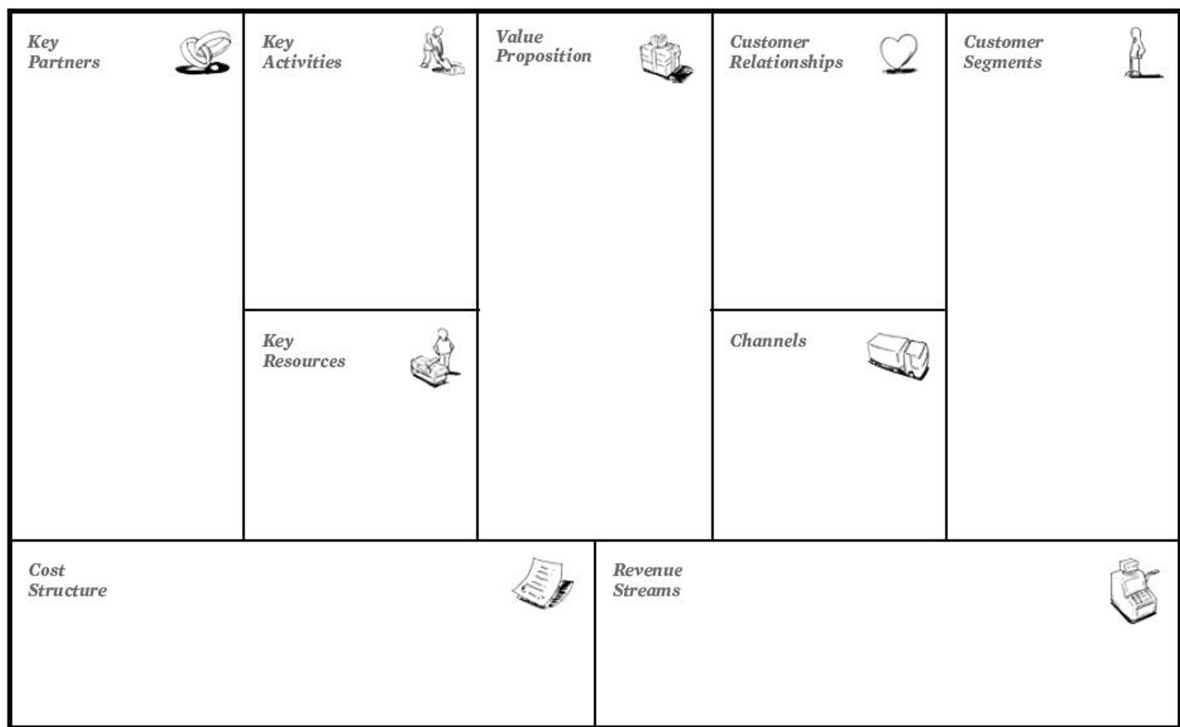 Key
Partners
Key
Activities
Value
Proposition
Customer
Relationships
Customer
Segments
Key
Resources
Channels
Cost
Structure
Revenue
Streams